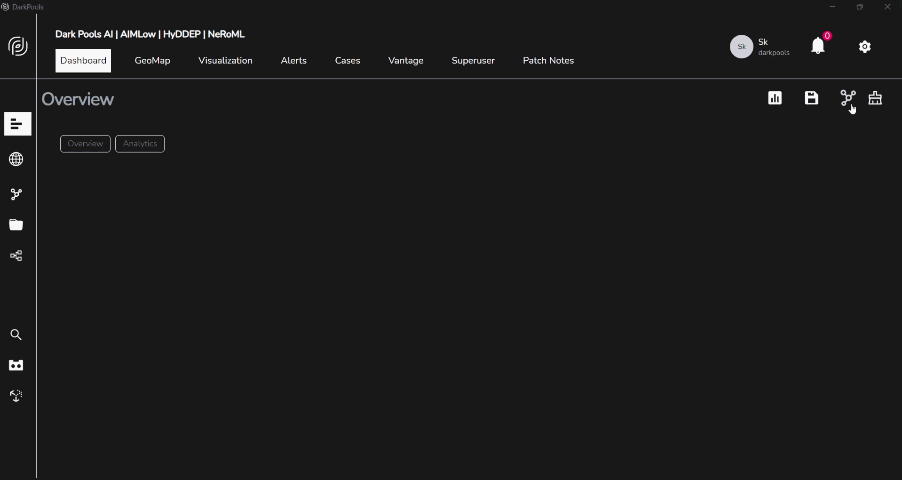 DarkPools
Dark Pools AI | AIMLow | HyDDEP | NeRoML
Sk
Sk
darkpools
0
Dashboard GeoMap Visualization Alerts Cases Vantage Superuser Patch Notes
Overview
Overview Analytics